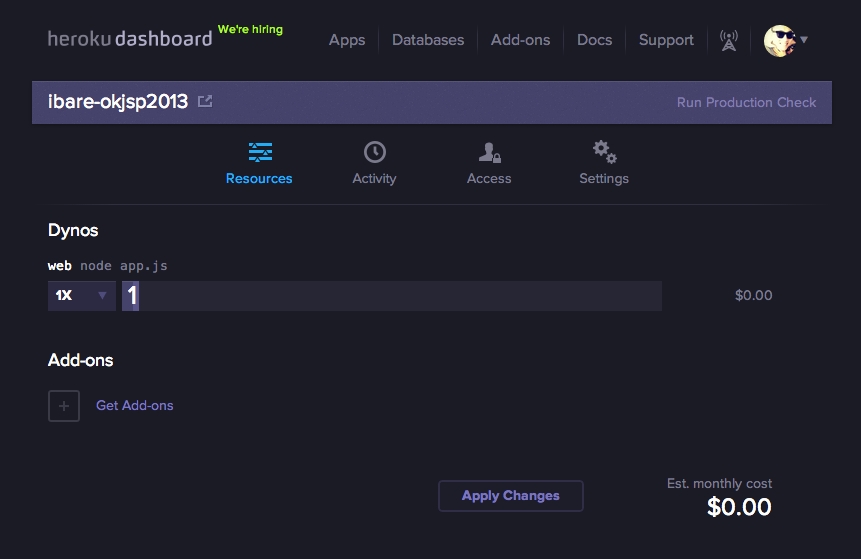 heroku dashboard We're hiring Apps Databases Add-ons Docs Support
ibare-okjsp2013 Run Production Check
Resources Activity Access Settings
Dynos
web node app.js
1X 1 $0.00
Add-ons
+ Get Add-ons
Est. monthly cost
Apply Changes $0.00